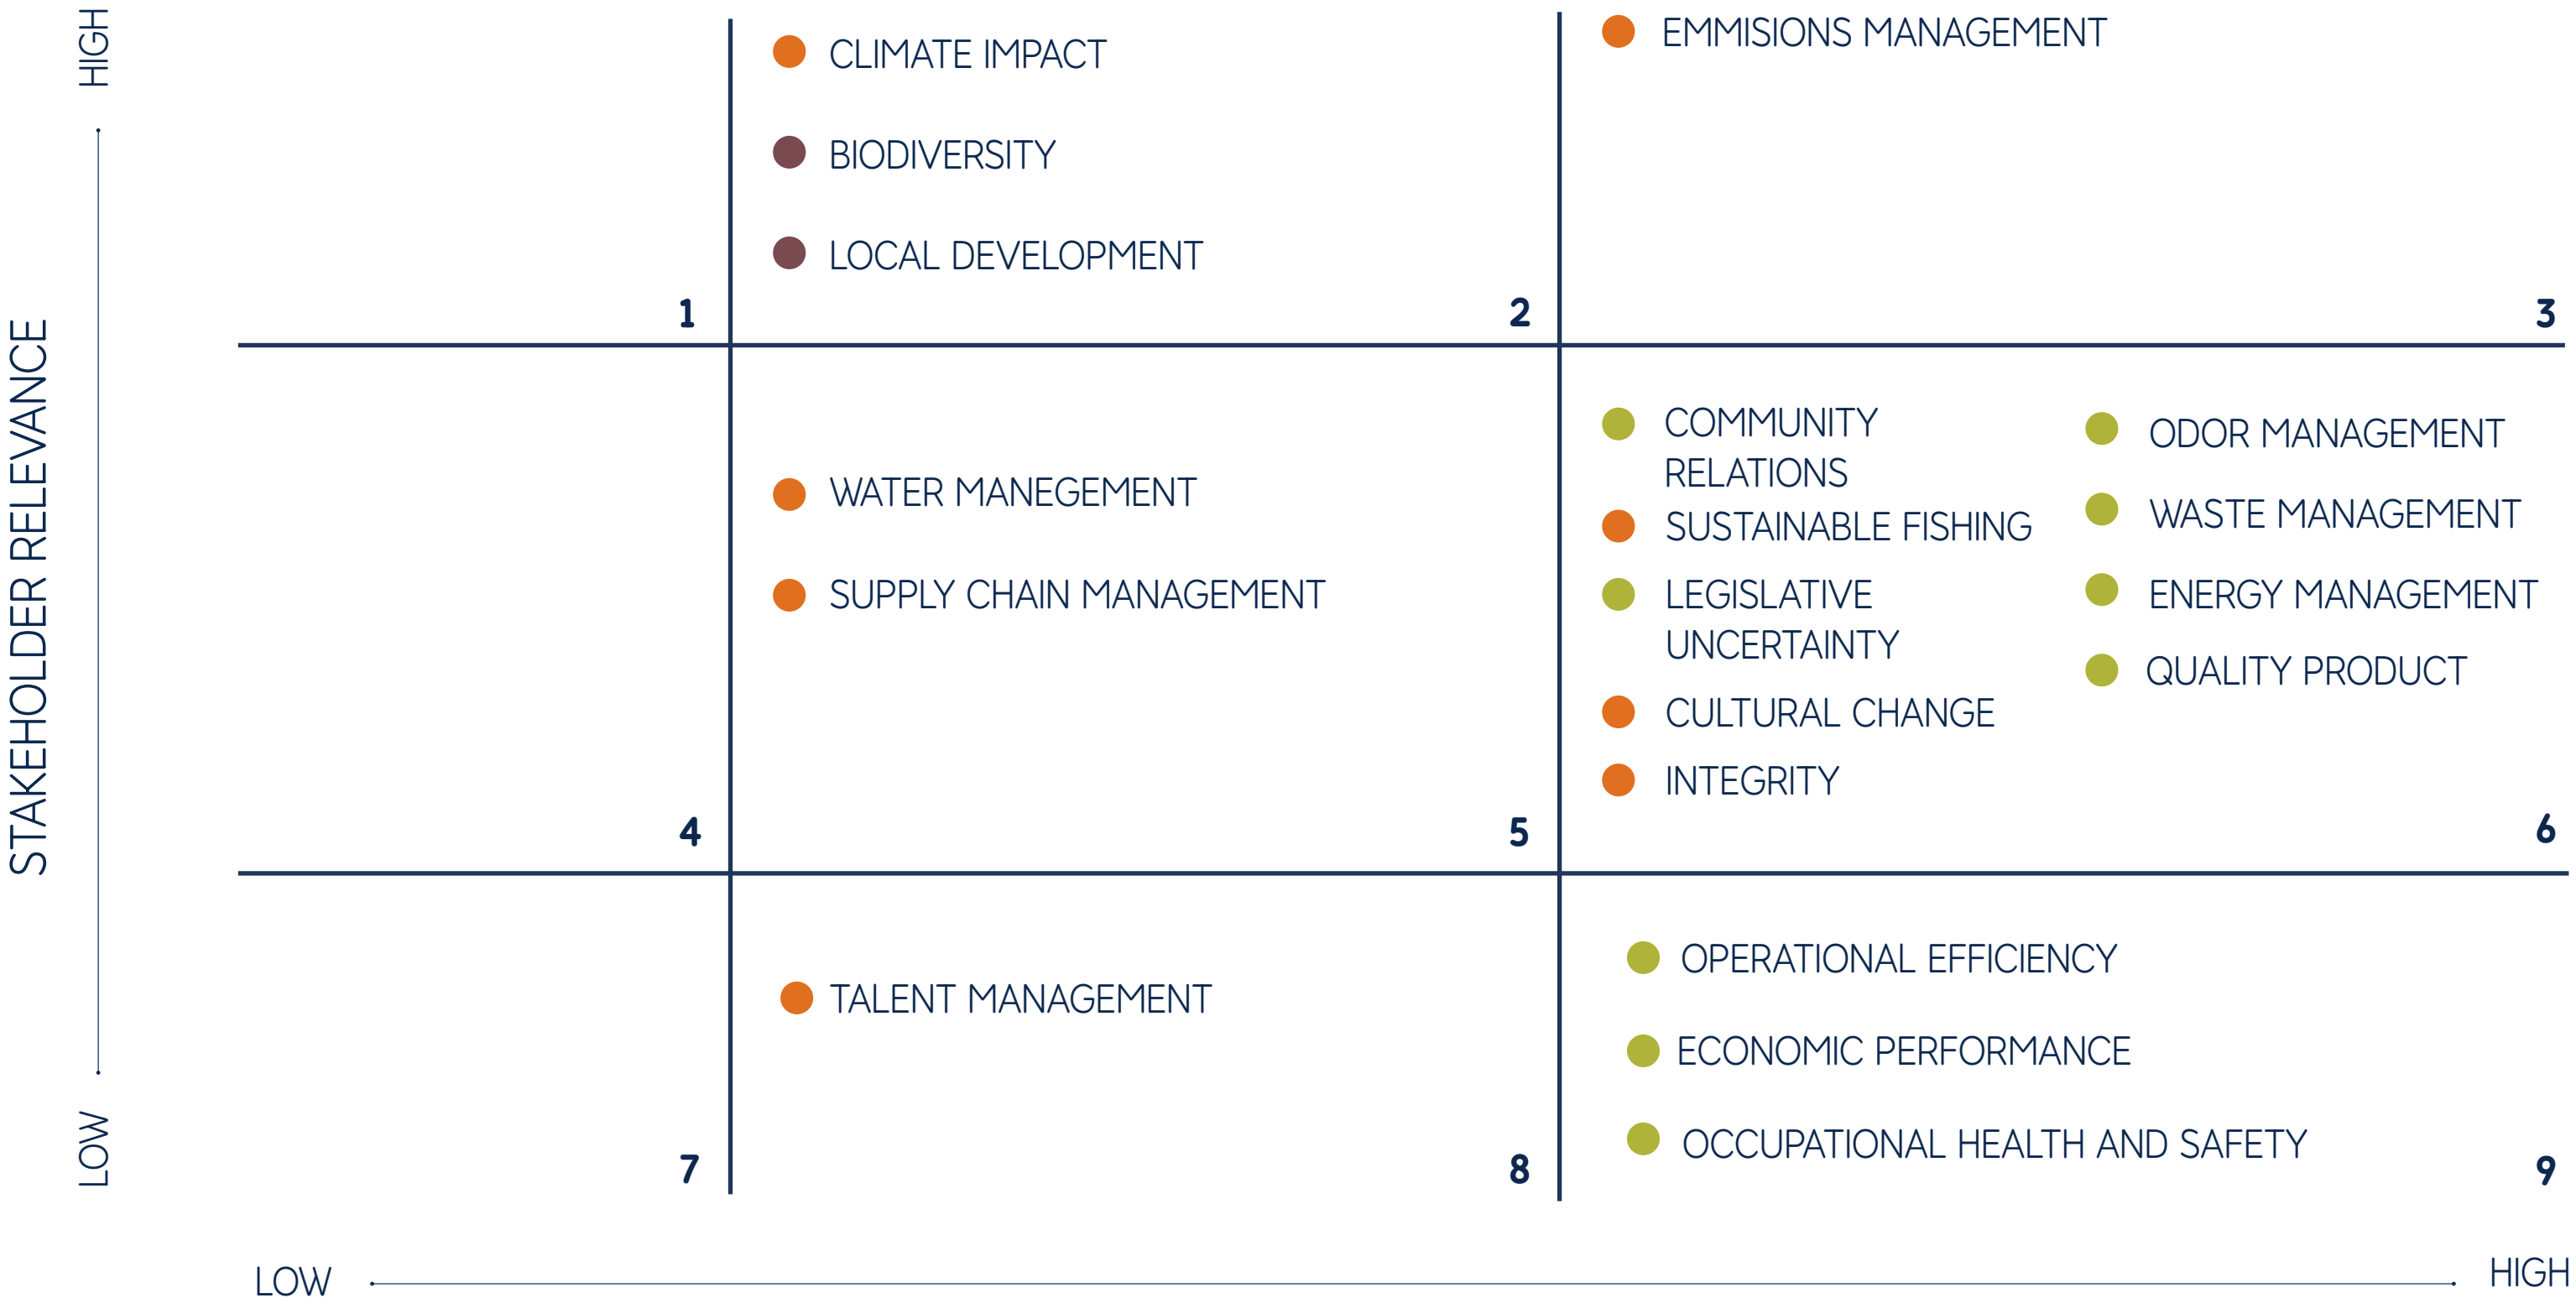 HIGH
STAKEHOLDER RELEVANCE
LOW
CLIMATE IMPACT
BIODIVERSITY
LOCAL DEVELOPMENT
1
2
EMMISIONS MANAGEMENT
3
4
WATER MANEGEMENT
SUPPLY CHAIN MANAGEMENT
5
COMMUNITY
RELATIONS
SUSTAINABLE FISHING
LEGISLATIVE
UNCERTAINTY
CULTURAL CHANGE
INTEGRITY
ODOR MANAGEMENT
WASTE MANAGEMENT
ENERGY MANAGEMENT
QUALITY PRODUCT
6
7
TALENT MANAGEMENT
8
OPERATIONAL EFFICIENCY
ECONOMIC PERFORMANCE
OCCUPATIONAL HEALTH AND SAFETY
9
LOW
HIGH